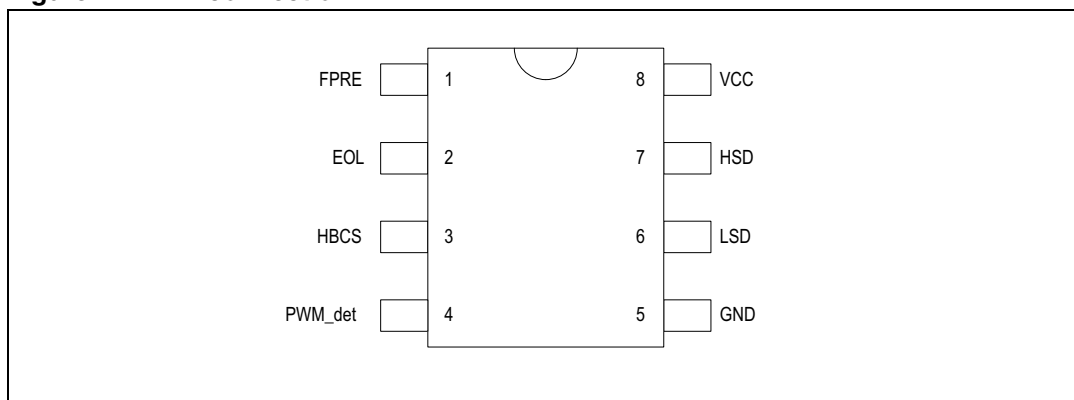 FPRE 1 8 VCC
EOL 2 7 HSD
HBCS 3 6 LSD
PWM_det 4 5 GND